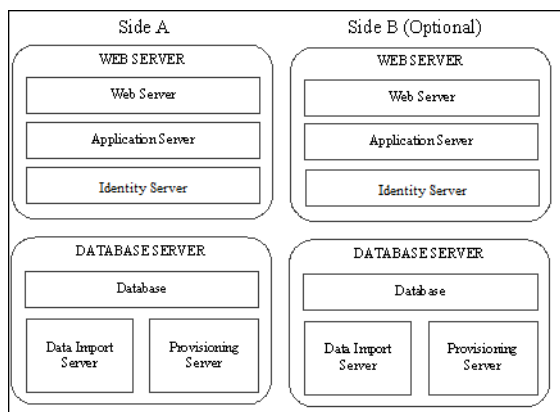 Side A
WEB SERVER
Web Server
Application Server
Identity Server
DATABASE SERVER
Database
Data Import
Server
Provisioning
Server
Side B (Optional)
WEB SERVER
Web Server
Application Server
Identity Server
DATABASE SERVER
Database
Data Import
Server
Provisioning
Server